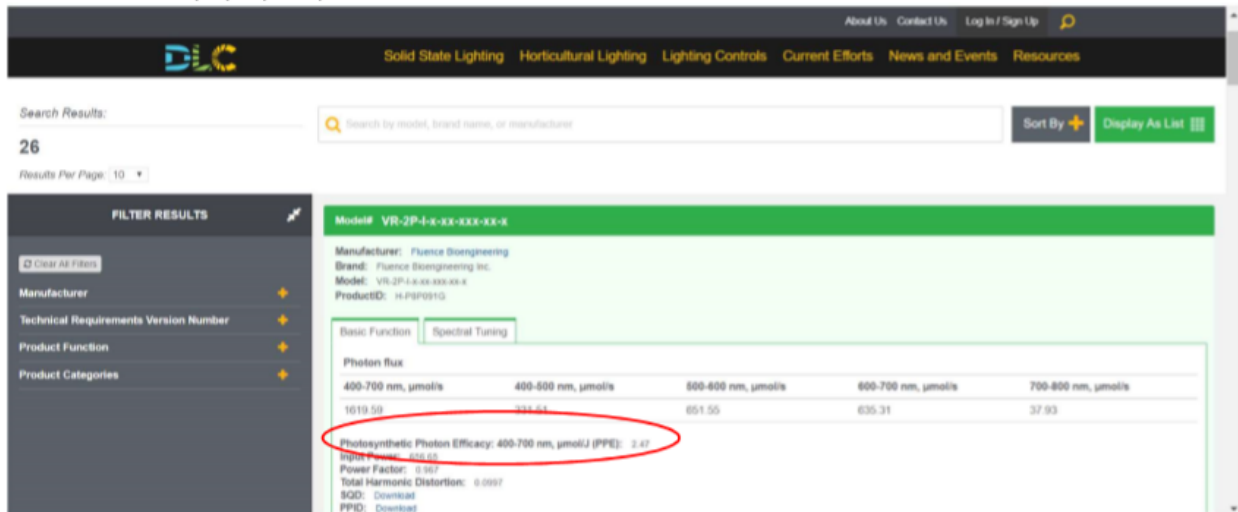 About Us Contact Us Log In / Sign Up
DLC Solid State Lighting Horticultural Lighting Lighting Controls Current Efforts News and Events Resources
Search Results:
26
Results Per Page: 10
Search by model, brand name, or manufacturer
Sort By
Display As List
FILTER RESULTS
Clear All Filters
Manufacturer
Technical Requirements Version Number
Product Function
Product Categories
Model# VR-2P-I-x-xx-xxx-xx-x
Manufacturer: Fluence Bioengineering
Brand: Fluence Bioengineering Inc.
Model: VR-2P-I-x-xx-xxx-xx-x
ProductID:
Basic Function Spectral Tuning
Photon flux
400-700 nm, µmol/s 400-500 nm, µmol/s 500-600 nm, µmol/s 600-700 nm, µmol/s 700-800 nm, µmol/s
1619.59 651.55 635.31 37.93
Photosynthetic Photon Efficacy: 400-700 nm, µmol/J (PPE): 2.47
Input Power: 656.65
Power Factor: 0.987
Total Harmonic Distortion: 0.0997
SQD: Download
PPID: Download